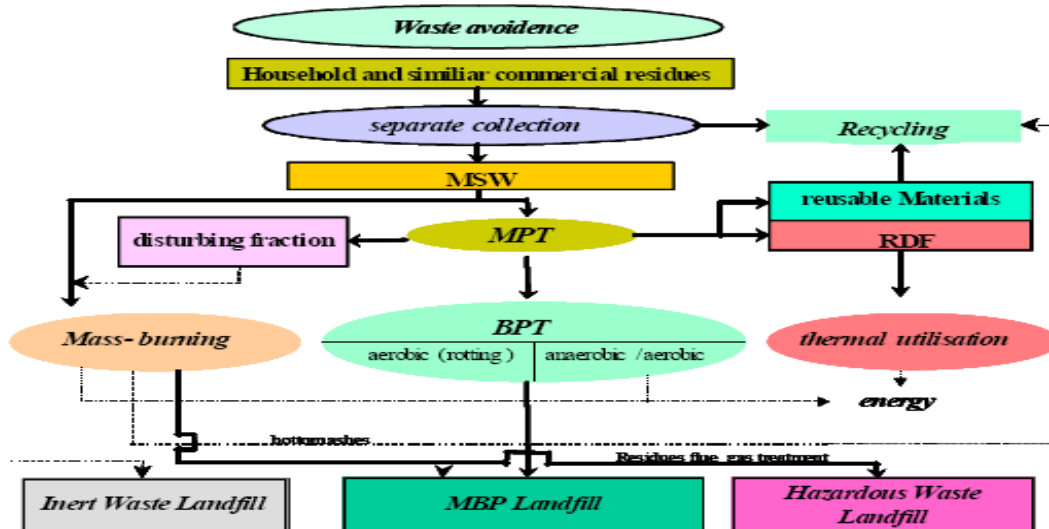 Waste avoidence
Household and similiar commercial residues
separate collection
Recycling
MSW
reusable Materials
disturbing fraction
MPT
RDF
Mass- burning
BPT
aerobic (rotting )
anaerobic /aerobic
thermal utilisation
energy
bottomashes
Residues flue gas treatment
Inert Waste Landfill
MBP Landfill
Hazardous Waste
Landfill